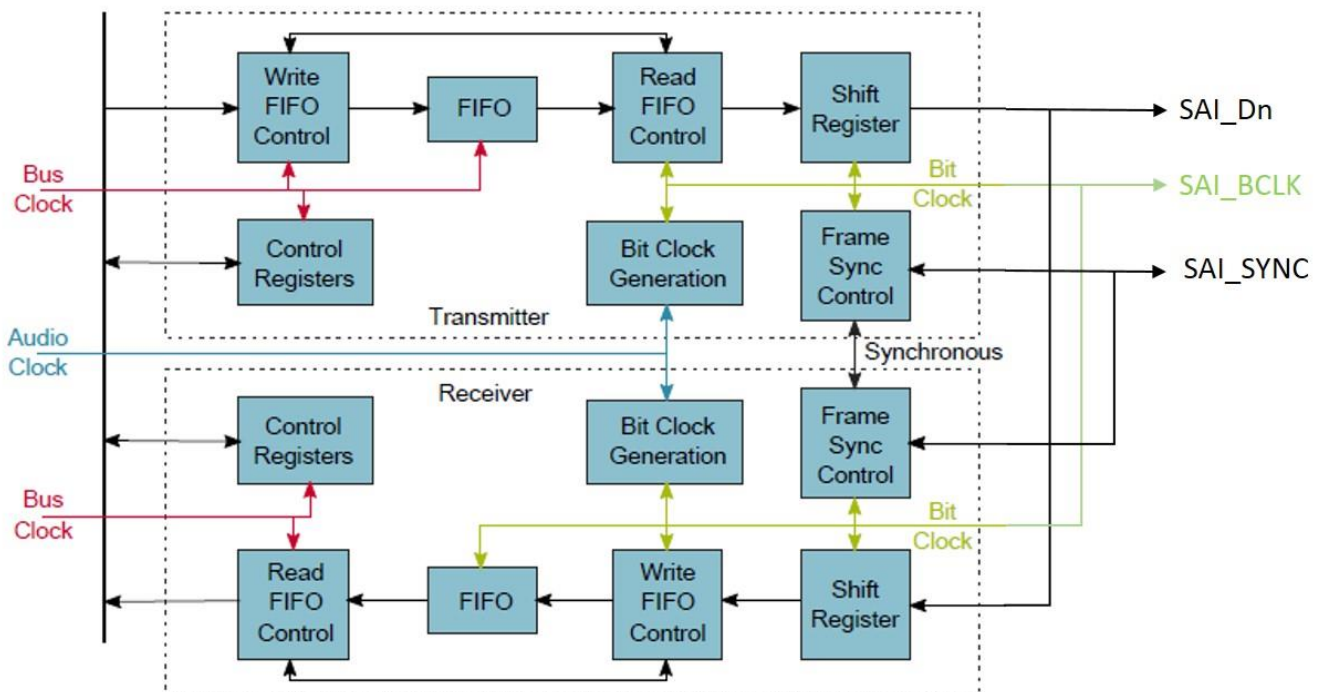 Write
FIFO
Control
FIFO
Read
FIFO
Control
Shift
Register
SAI_Dn
Bus
Clock
Bit
Clock
SAI_BCLK
Control
Registers
Bit Clock
Generation
Frame
Sync
Control
SAI_SYNC
Transmitter
Audio
Clock
Synchronous
Receiver
Control
Registers
Bit Clock
Generation
Frame
Sync
Control
Bus
Clock
Bit
Clock
Read
FIFO
Control
FIFO
Write
FIFO
Control
Shift
Register